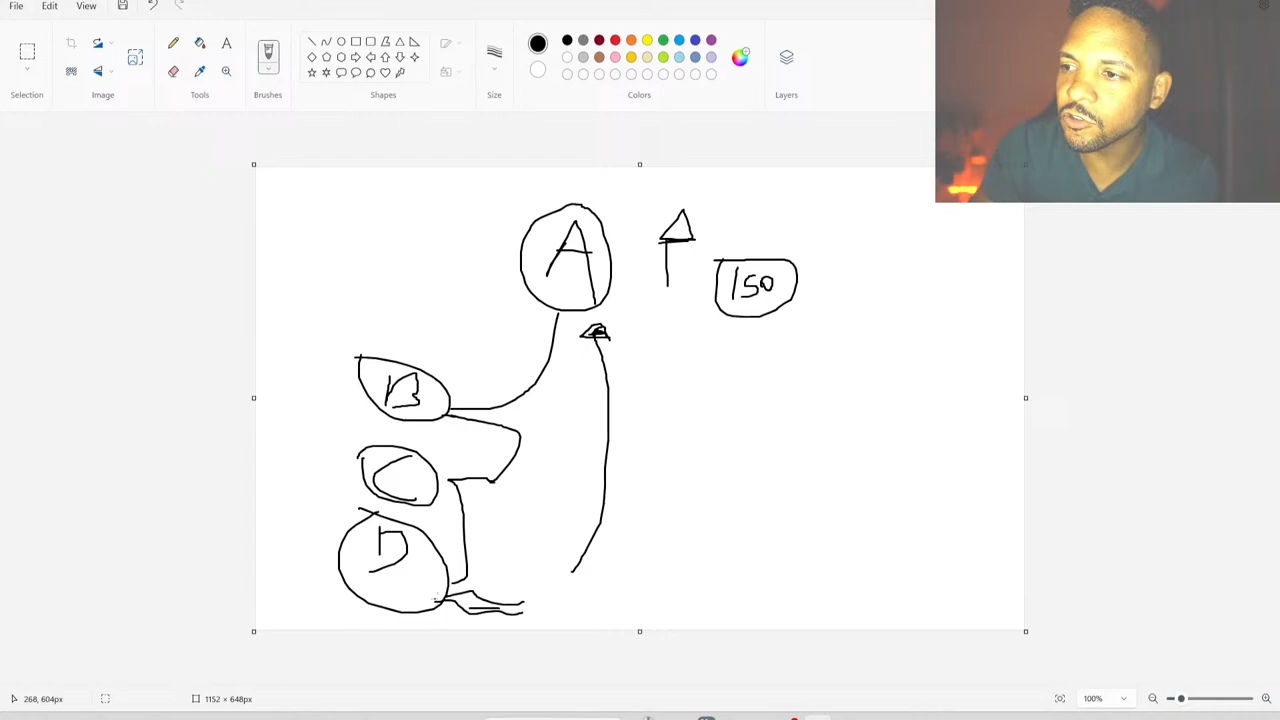 File Edit View
Selection Image Tools Brushes Shapes Size Colors Layers
A
150
B
C
D
268, 604px 1152 × 648px 100%